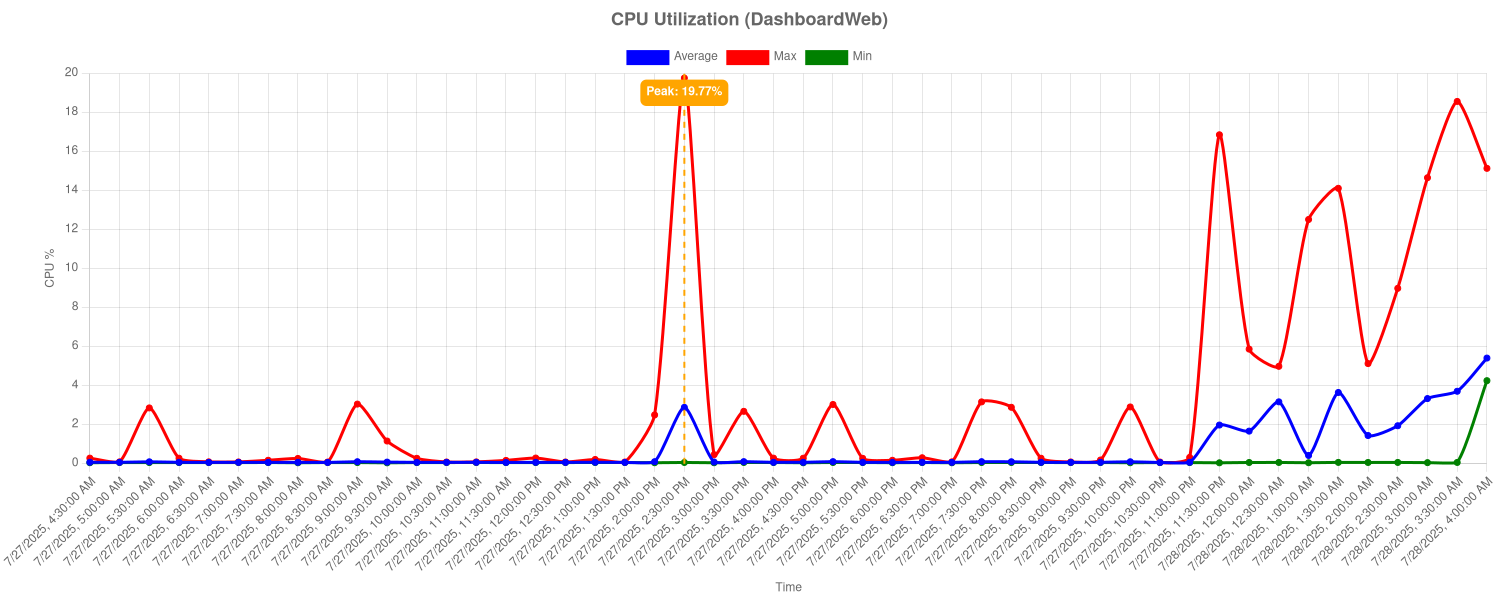 CPU Utilization (DashboardWeb)
Average Max Min
20
Peak: 19.77%
18
16
14
12
10
8
6
4
2
0
CPU %
7/27/2025, 4:30:00 AM
7/27/2025, 5:00:00 AM
7/27/2025, 5:30:00 AM
7/27/2025, 6:00:00 AM
7/27/2025, 6:30:00 AM
7/27/2025, 7:00:00 AM
7/27/2025, 7:30:00 AM
7/27/2025, 8:00:00 AM
7/27/2025, 8:30:00 AM
7/27/2025, 9:00:00 AM
7/27/2025, 9:30:00 AM
7/27/2025, 10:00:00 AM
7/27/2025, 10:30:00 AM
7/27/2025, 11:00:00 AM
7/27/2025, 11:30:00 AM
7/27/2025, 12:00:00 PM
7/27/2025, 12:30:00 PM
7/27/2025, 1:00:00 PM
7/27/2025, 1:30:00 PM
7/27/2025, 2:00:00 PM
7/27/2025, 2:30:00 PM
7/27/2025, 3:00:00 PM
7/27/2025, 3:30:00 PM
7/27/2025, 4:00:00 PM
7/27/2025, 4:30:00 PM
7/27/2025, 5:00:00 PM
7/27/2025, 5:30:00 PM
7/27/2025, 6:00:00 PM
7/27/2025, 6:30:00 PM
7/27/2025, 7:00:00 PM
7/27/2025, 7:30:00 PM
7/27/2025, 8:00:00 PM
7/27/2025, 8:30:00 PM
7/27/2025, 9:00:00 PM
7/27/2025, 9:30:00 PM
7/27/2025, 10:00:00 PM
7/27/2025, 10:30:00 PM
7/27/2025, 11:00:00 PM
7/27/2025, 11:30:00 PM
7/28/2025, 12:00:00 AM
7/28/2025, 12:30:00 AM
7/28/2025, 1:00:00 AM
7/28/2025, 1:30:00 AM
7/28/2025, 2:00:00 AM
7/28/2025, 2:30:00 AM
7/28/2025, 3:00:00 AM
7/28/2025, 3:30:00 AM
7/28/2025, 4:00:00 AM
Time